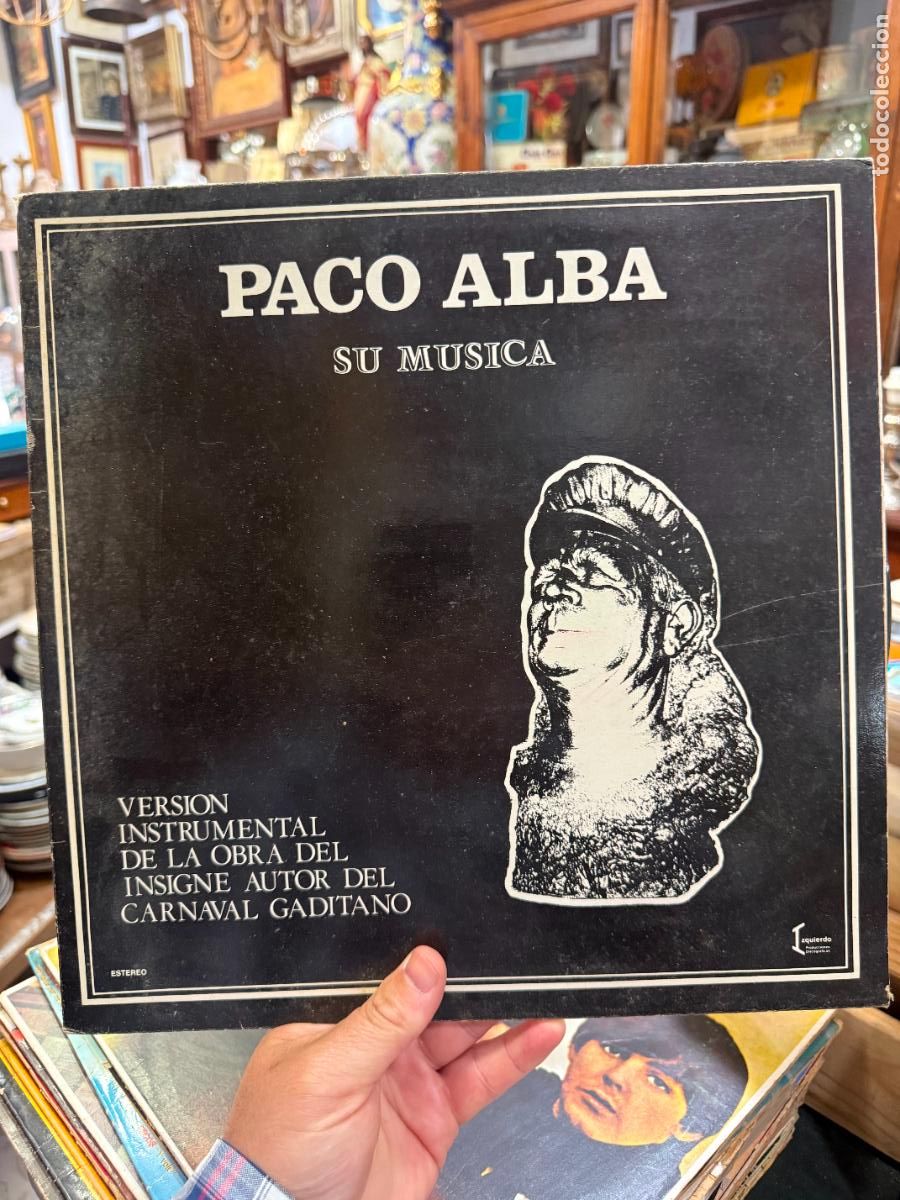 PACO ALBA
SU MUSICA
VERSION
INSTRUMENTAL
DE LA OBRA DEL
INSIGNE AUTOR DEL
CARNAVAL GADITANO
ESTEREO
Izquierdo
todocoleccion